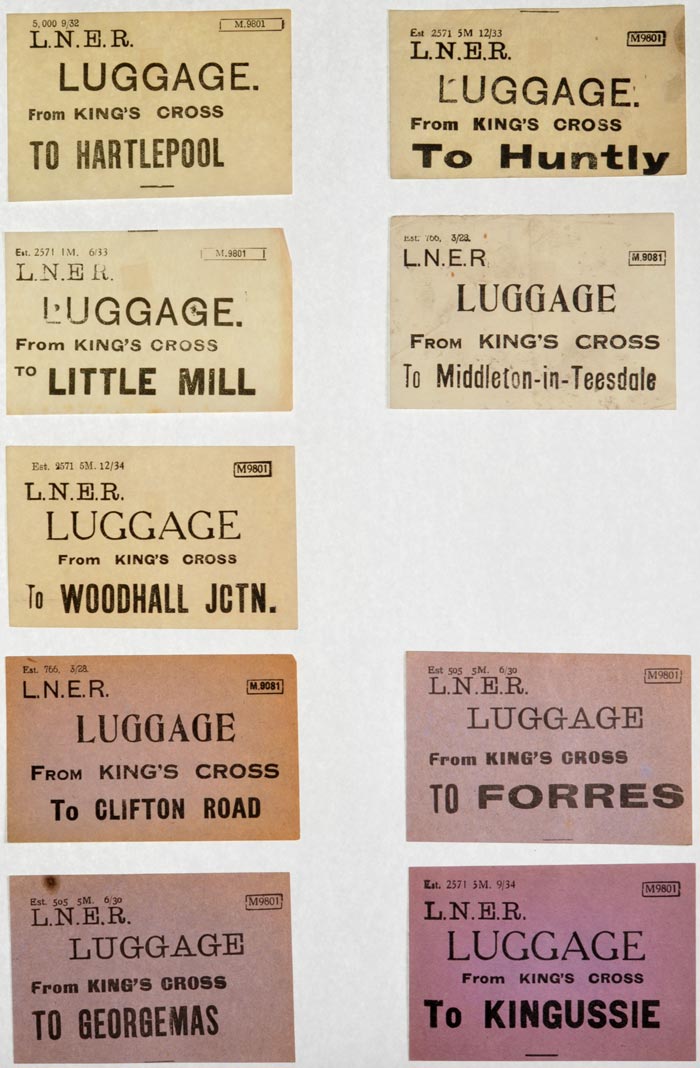 5,000 9/32 M.9801
L.N.E.R.
LUGGAGE.
From KING'S CROSS
TO HARTLEPOOL
Est 2571 5M 12/33 M9801
L.N.E.R.
LUGGAGE.
From KING'S CROSS
To Huntly
Est. 2571 1M. 6/33 M.9801
L.N.E R.
LUGGAGE.
From KING'S CROSS
TO LITTLE MILL
Est. 766, 3/28. M.9081
L.N.E.R
LUGGAGE
FROM KING'S CROSS
To Middleton-in-Teesdale
Est. 2571 5M. 12/34 M9801
L.N.E.R.
LUGGAGE
From KING'S CROSS
To WOODHALL JCTN.
Est. 766, 3/28. M.9081
L.N.E.R.
LUGGAGE
FROM KING'S CROSS
To CLIFTON ROAD
Est 505 5M. 6/30 M9801
L.N.E.R.
LUGGAGE
From KING'S CROSS
TO FORRES
Est. 505 5M. 6/30 M9801
L.N.E.R.
LUGGAGE
From KING'S CROSS
TO GEORGEMAS
Est. 2571 5M. 9/34 M9801
L.N.E.R.
LUGGAGE
From KING'S CROSS
To KINGUSSIE